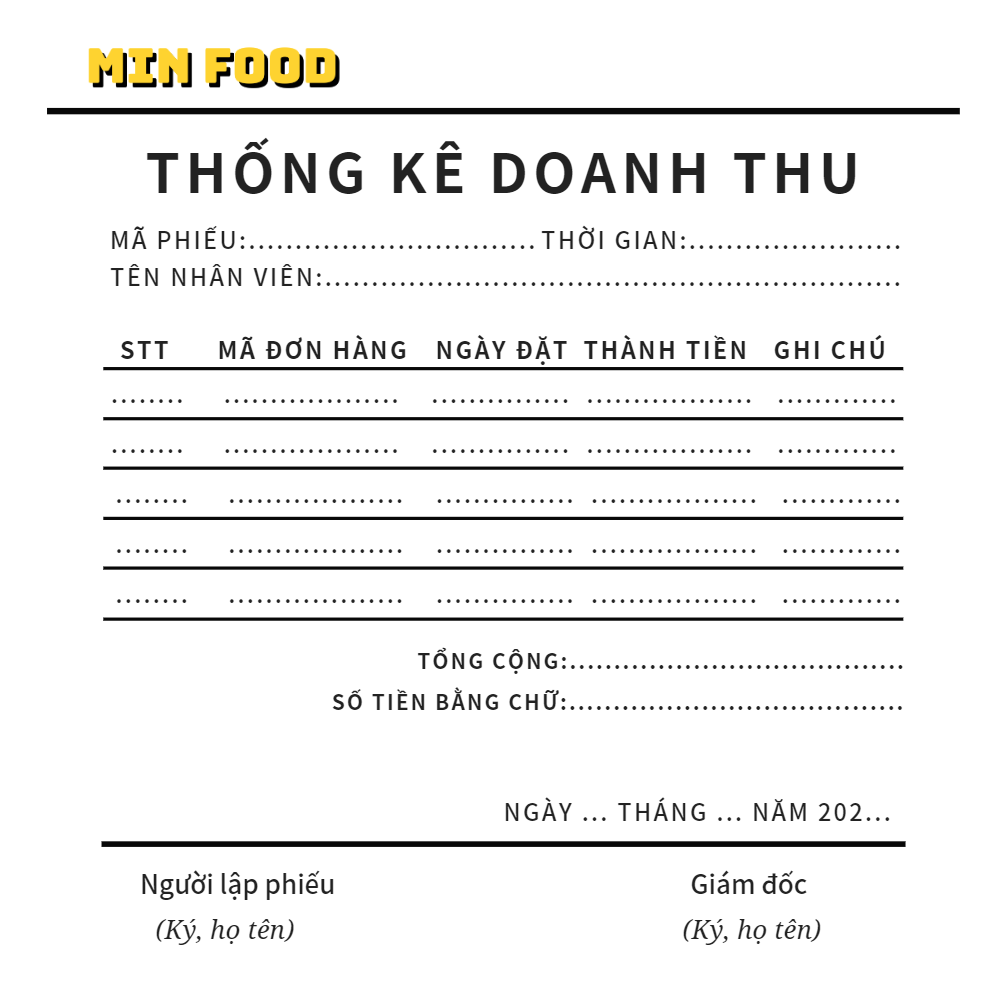 MIN FOOD
THỐNG KÊ DOANH THU
MÃ PHIẾU:............................... THỜI GIAN:.......................
TÊN NHÂN VIÊN:..............................................................
STT MÃ ĐƠN HÀNG NGÀY ĐẶT THÀNH TIỀN GHI CHÚ
........ ................... ............... .................. .............
........ ................... ............... .................. .............
........ ................... ............... .................. .............
........ ................... ............... .................. .............
........ ................... ............... .................. .............
TỔNG CỘNG:......................................
SỐ TIỀN BẰNG CHỮ:......................................
NGÀY ... THÁNG ... NĂM 202...
Người lập phiếu Giám đốc
(Ký, họ tên) (Ký, họ tên)